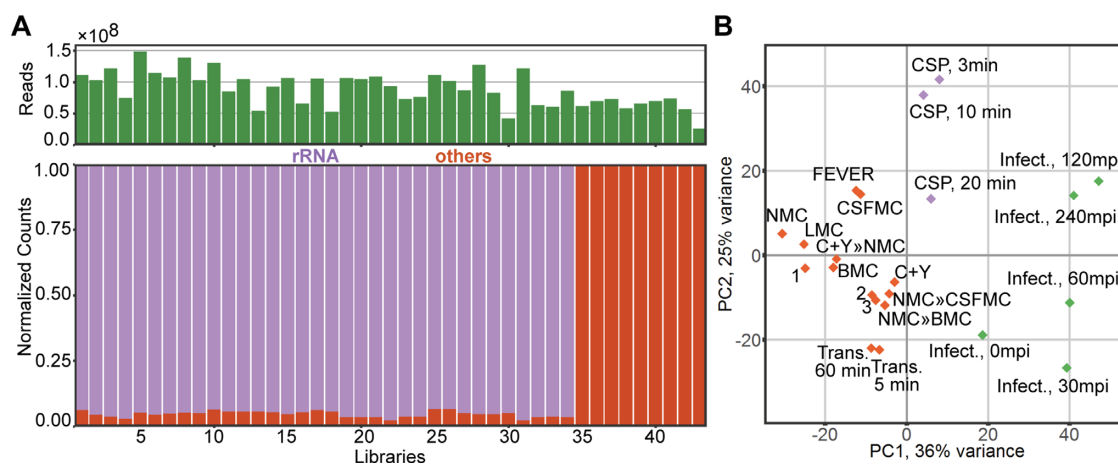 A
×10⁸
Reads
1.5
1.0
0.5
0.0
rRNA
others
Normalized Counts
1.00
0.75
0.50
0.25
0.00
5
10
15
20
25
30
35
40
Libraries
B
PC2, 25% variance
40
20
0
-20
CSP, 3min
CSP, 10 min
Infect., 120mp
FEVER
CSP, 20 min
CSFMC
Infect., 240mpi
NMC
LMC
C+Y»NMC
1
BMC
C+Y
Infect., 60mpi
2
3
NMC»CSFMC
NMC»BMC
Trans.
60 min
Trans.
5 min
Infect., 0mpi
Infect., 30mpi
-20
0
20
40
PC1, 36% variance